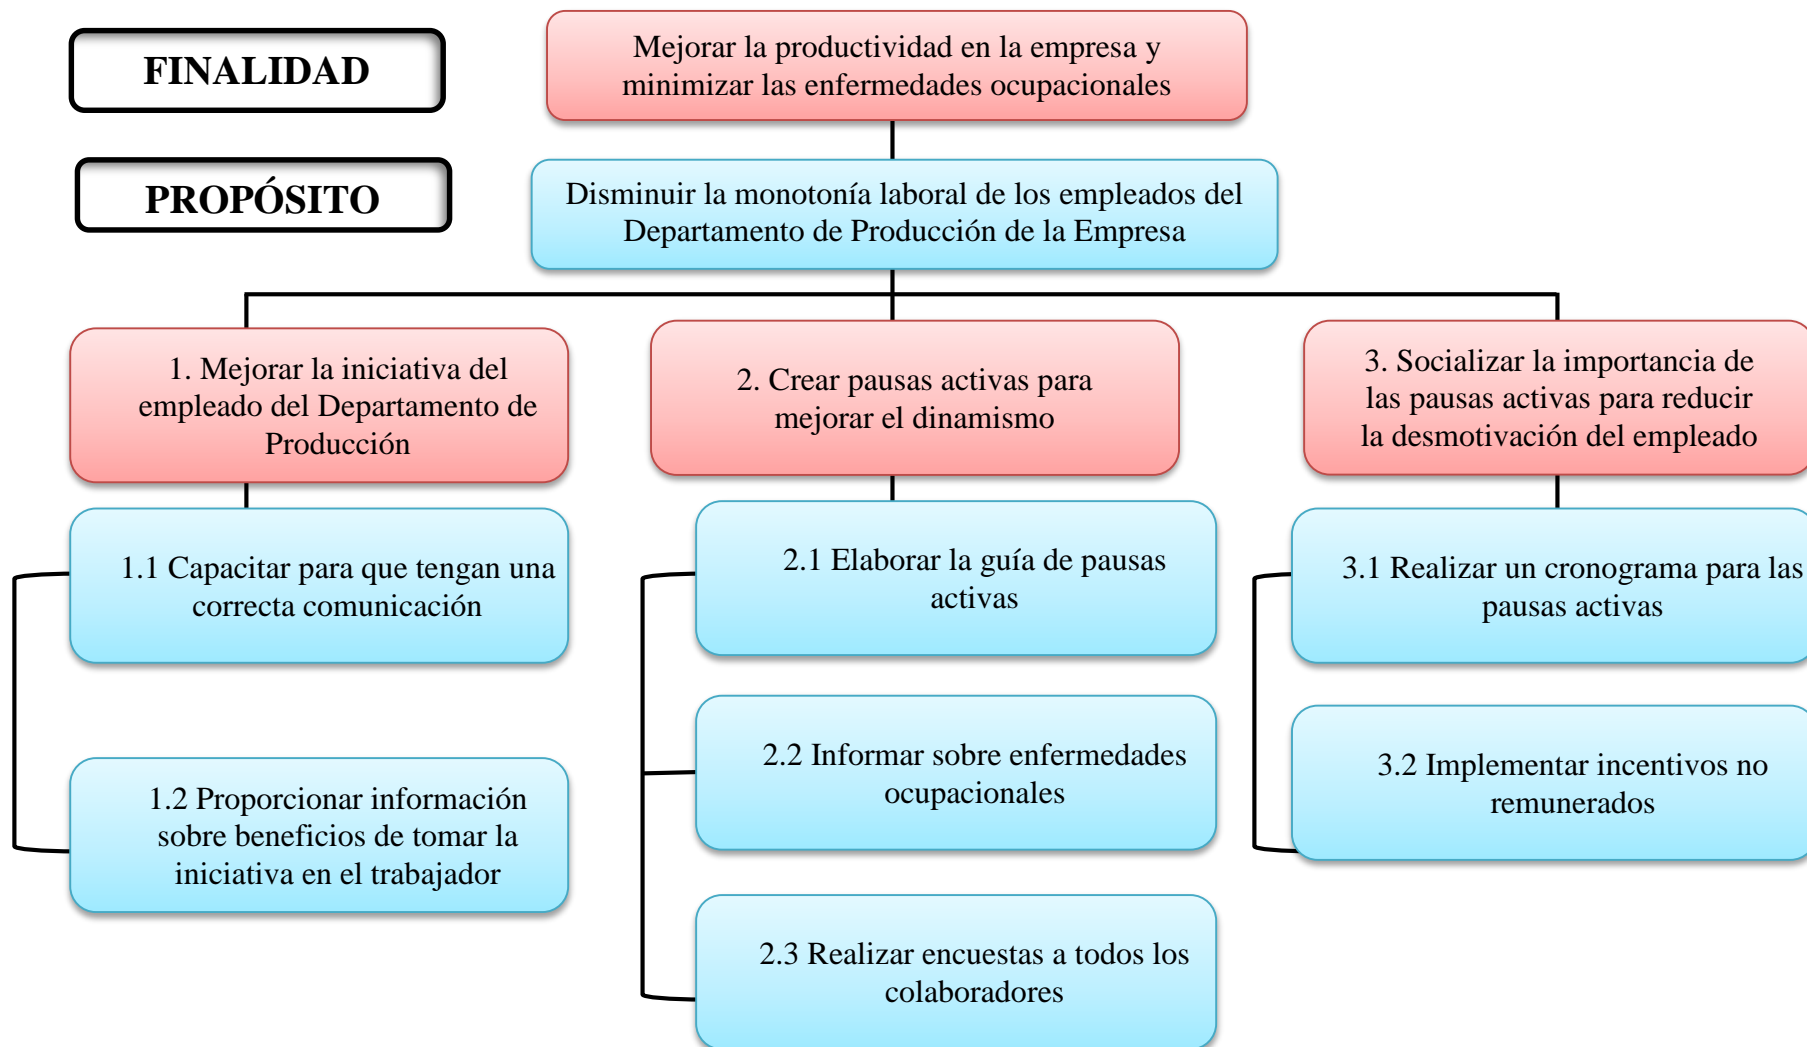 FINALIDAD
Mejorar la productividad en la empresa y
minimizar las enfermedades ocupacionales
PROPÓSITO
Disminuir la monotonía laboral de los empleados del
Departamento de Producción de la Empresa
1. Mejorar la iniciativa del
empleado del Departamento de
Producción
2. Crear pausas activas para
mejorar el dinamismo
3. Socializar la importancia de
las pausas activas para reducir
la desmotivación del empleado
1.1 Capacitar para que tengan una
correcta comunicación
2.1 Elaborar la guía de pausas
activas
3.1 Realizar un cronograma para las
pausas activas
1.2 Proporcionar información
sobre beneficios de tomar la
iniciativa en el trabajador
2.2 Informar sobre enfermedades
ocupacionales
3.2 Implementar incentivos no
remunerados
2.3 Realizar encuestas a todos los
colaboradores